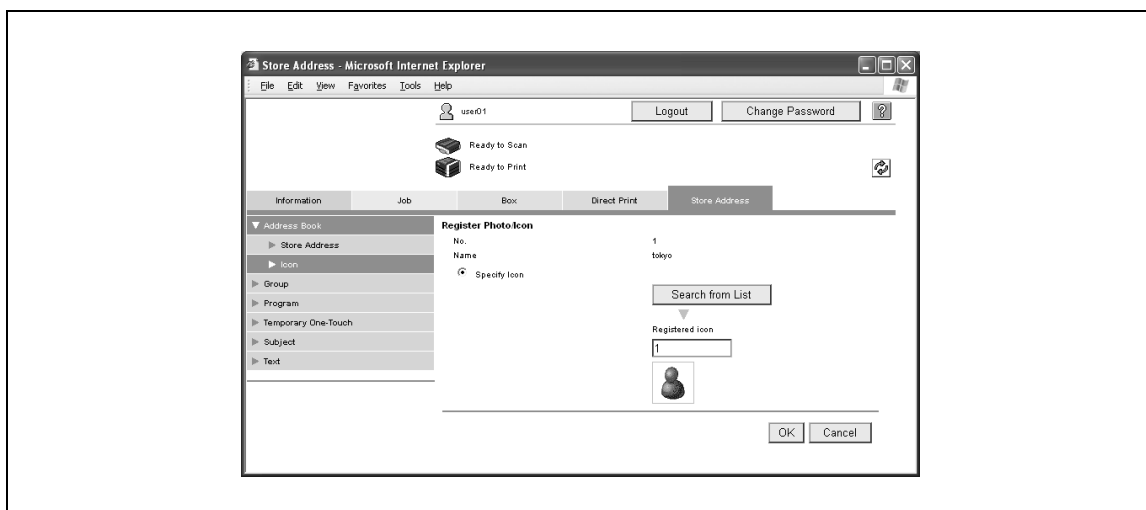 Store Address - Microsoft Internet Explorer
File Edit View Favorites Tools Help
user01 Logout Change Password ?
Ready to Scan
Ready to Print
Information Job Box Direct Print Store Address
Address Book
Store Address
Icon
Group
Program
Temporary One-Touch
Subject
Text
Register Photo/Icon
No. 1
Name tokyo
Specify Icon
Search from List
Registered icon
1
OK Cancel